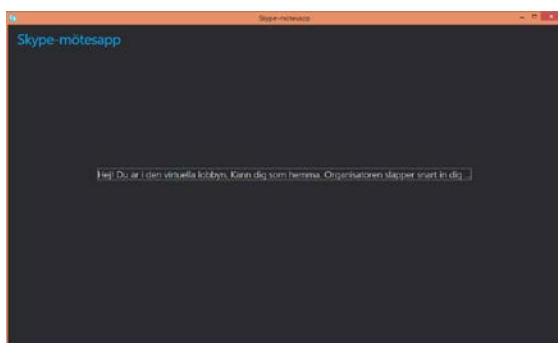 Skype-mötesapp
Skype-mötesapp
Hej! Du är i den virtuella lobbyn. Känn dig som hemma. Organisatören släpper snart in dig ...